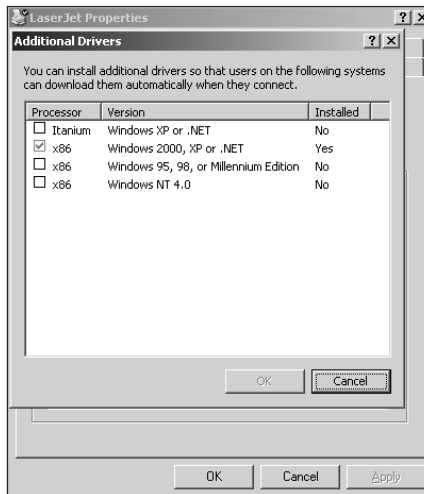 LaserJet Properties
Additional Drivers
You can install additional drivers so that users on the following systems
can download them automatically when they connect.
Processor Version Installed
Itanium Windows XP or .NET No
x86 Windows 2000, XP or .NET Yes
x86 Windows 95, 98, or Millennium Edition No
x86 Windows NT 4.0 No
OK Cancel
OK Cancel Apply